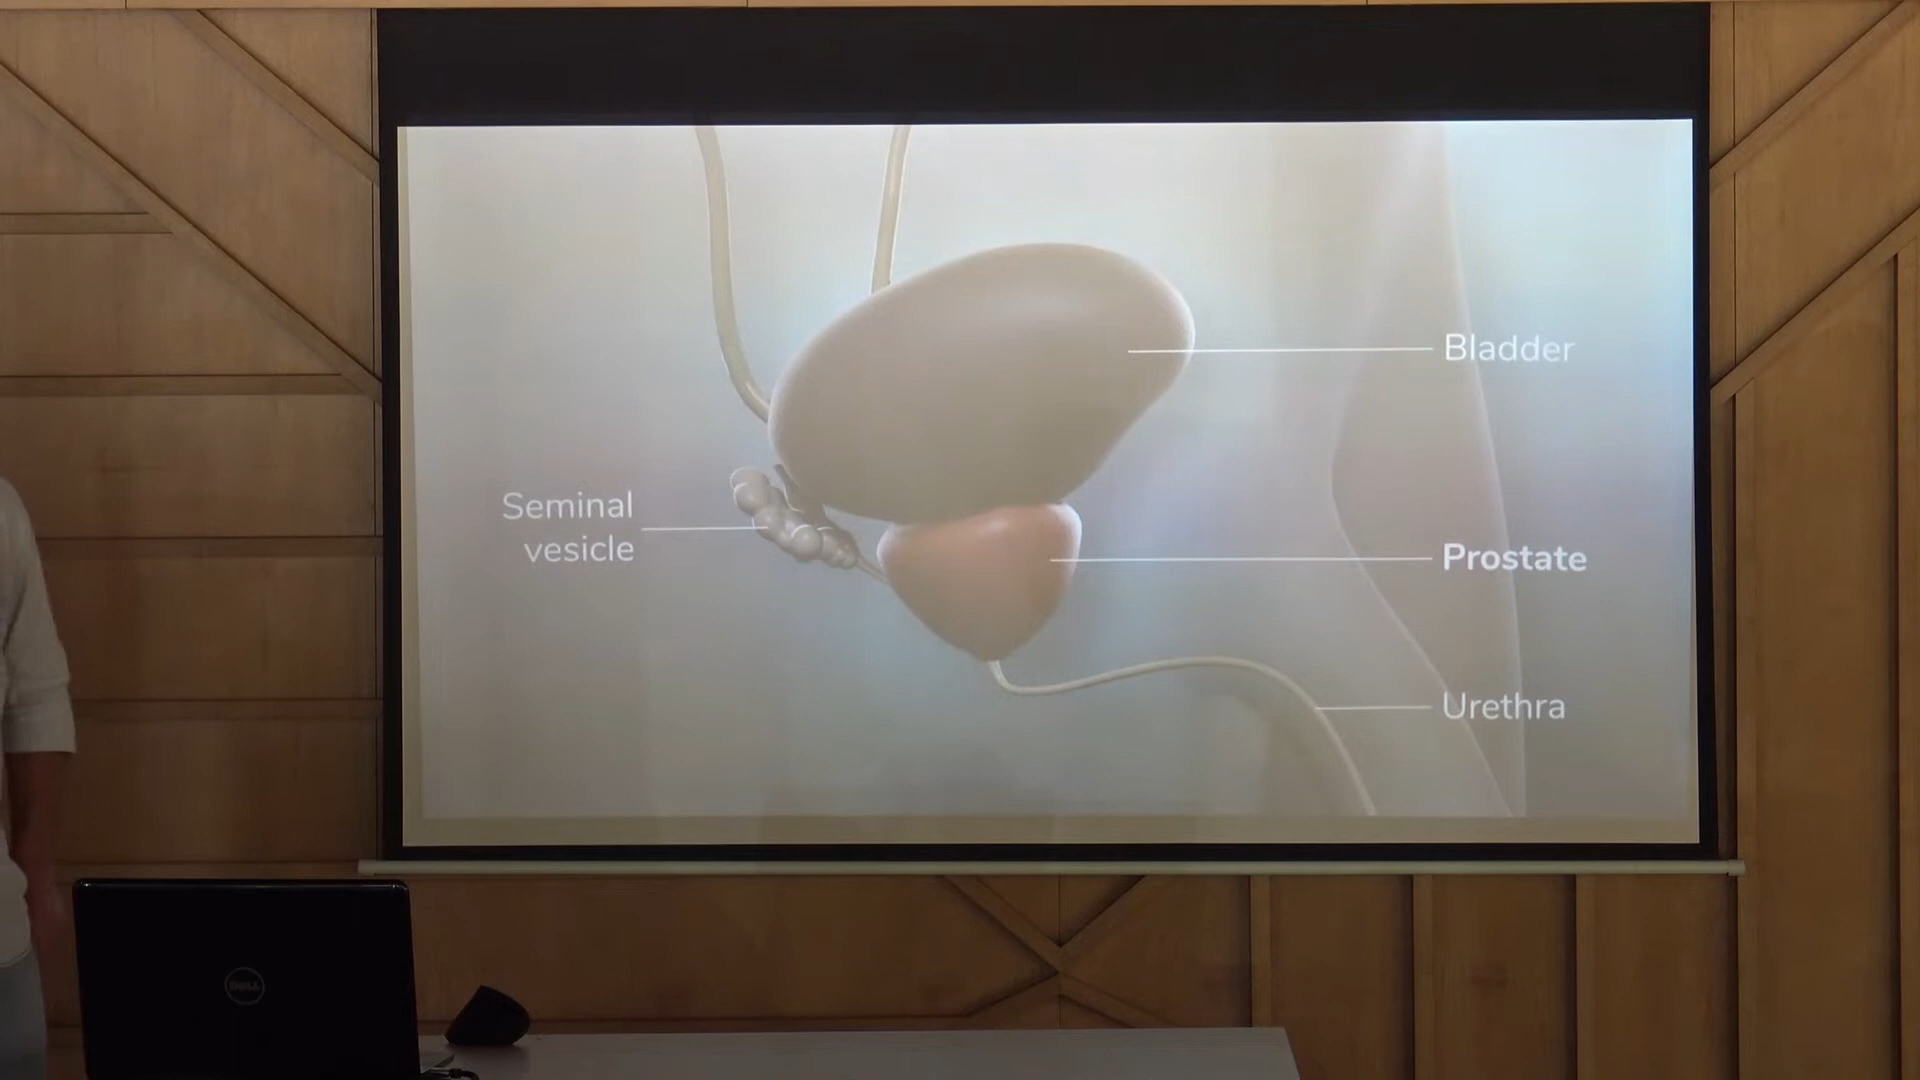 Bladder
Seminal
vesicle
Prostate
Urethra
DELL